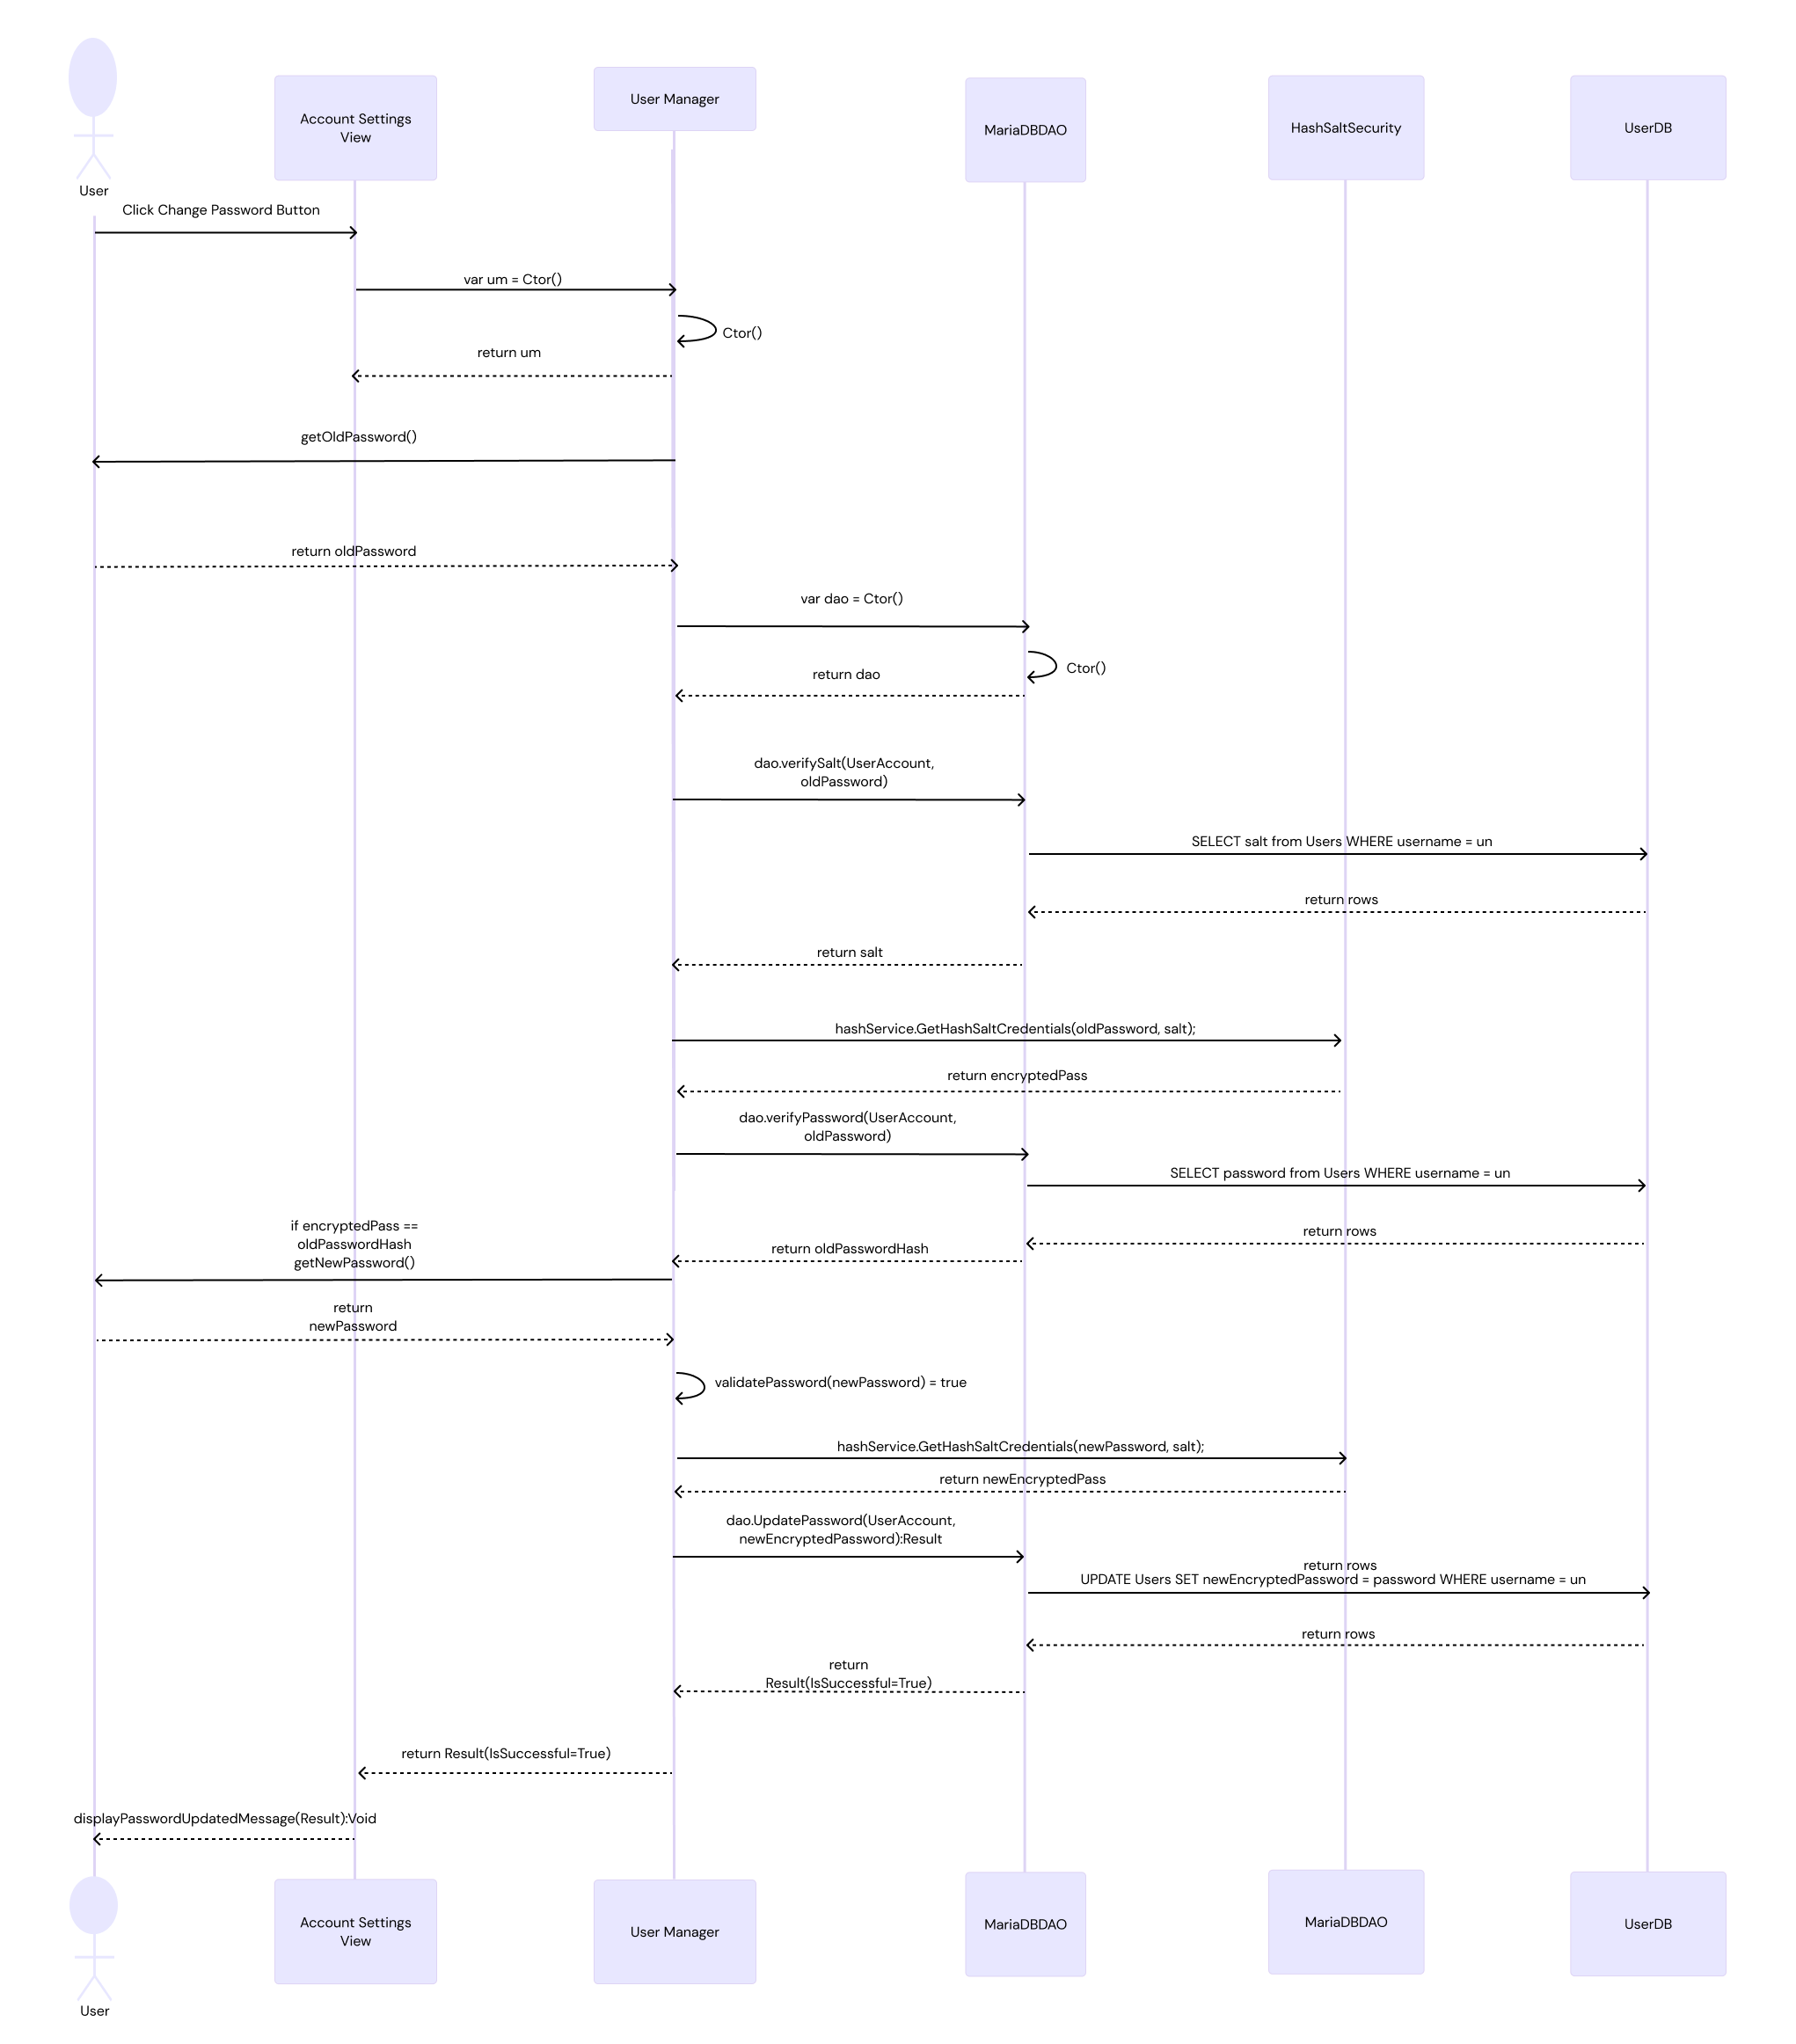 User Manager
Account Settings
View
MariaDBDAO
HashSaltSecurity
UserDB
User
Click Change Password Button
var um = Ctor()
Ctor()
return um
getOldPassword()
return oldPassword
var dao = Ctor()
Ctor()
return dao
dao.verifySalt(UserAccount,
oldPassword)
SELECT salt from Users WHERE username = un
return rows
return salt
hashService.GetHashSaltCredentials(oldPassword, salt);
return encryptedPass
dao.verifyPassword(UserAccount,
oldPassword)
SELECT password from Users WHERE username = un
return rows
return oldPasswordHash
if encryptedPass ==
oldPasswordHash
getNewPassword()
return
newPassword
validatePassword(newPassword) = true
hashService.GetHashSaltCredentials(newPassword, salt);
return newEncryptedPass
dao.UpdatePassword(UserAccount,
newEncryptedPassword):Result
return rows
UPDATE Users SET newEncryptedPassword = password WHERE username = un
return rows
return
Result(IsSuccessful=True)
return Result(IsSuccessful=True)
displayPasswordUpdatedMessage(Result):Void
Account Settings
View
User Manager
MariaDBDAO
MariaDBDAO
UserDB
User